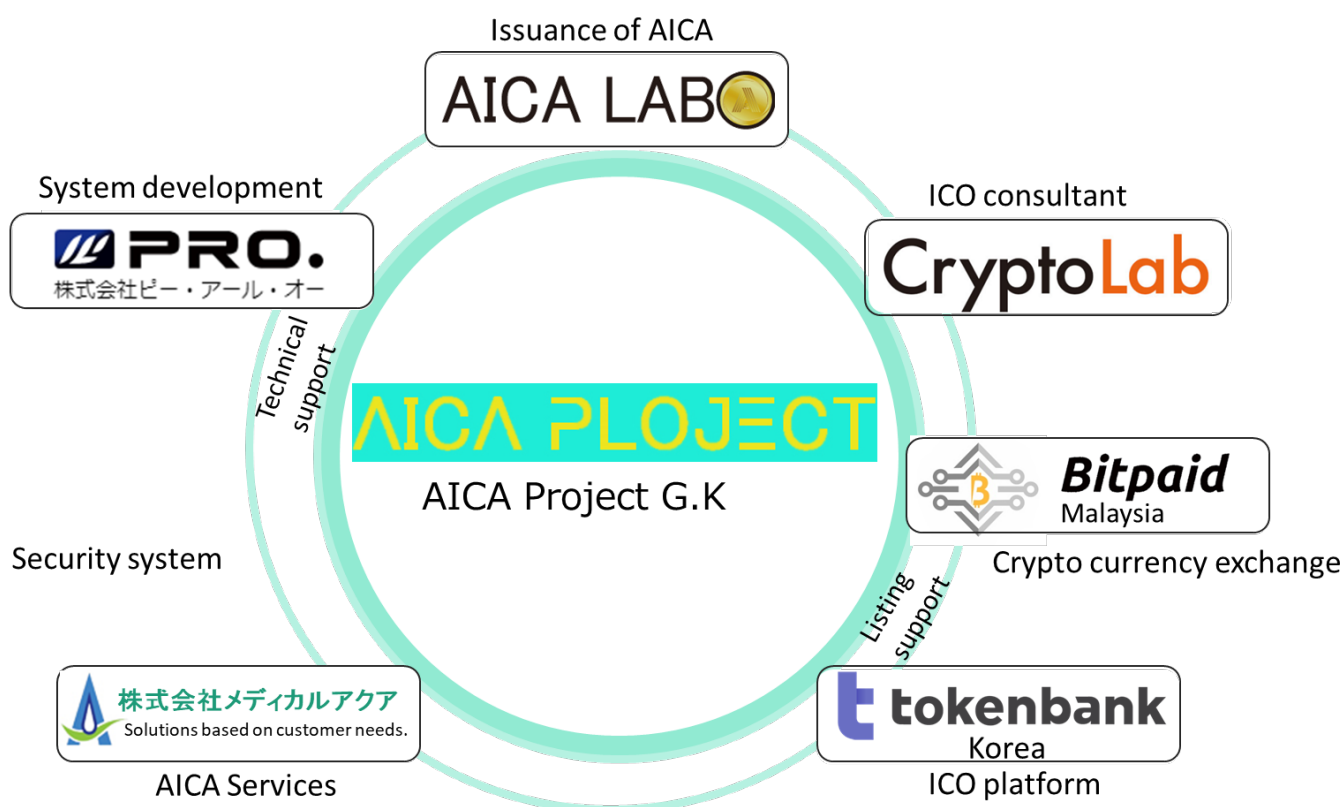 Issuance of AICA
AICA LABO
System development
PRO.
株式会社ピー・アール・オー
ICO consultant
CryptoLab
Technical
support
AICA PLOJECT
AICA Project G.K
Bitpaid
Malaysia
Crypto currency exchange
Security system
Listing
support
株式会社メディカルアクア
Solutions based on customer needs.
AICA Services
tokenbank
Korea
ICO platform